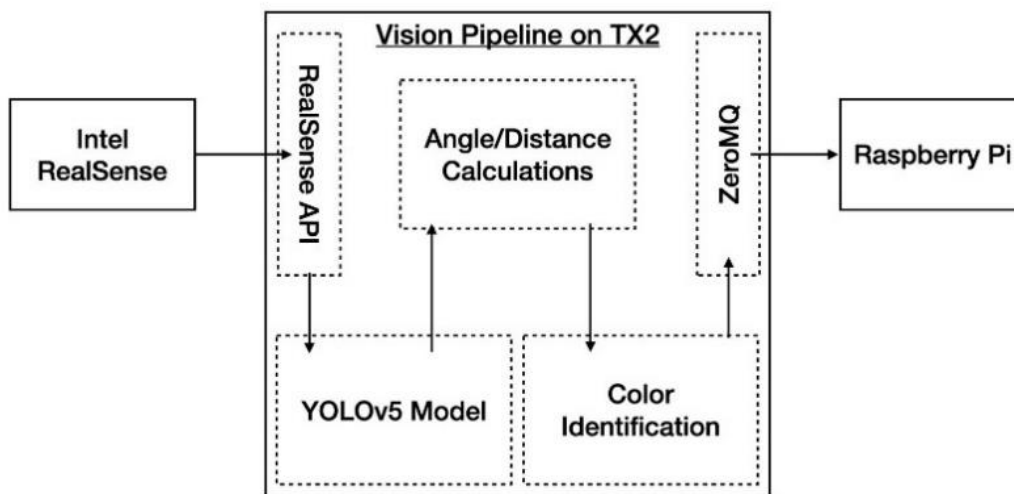 Vision Pipeline on TX2
Intel
RealSense
RealSense API
Angle/Distance
Calculations
ZeroMQ
Raspberry Pi
YOLOv5 Model
Color
Identification